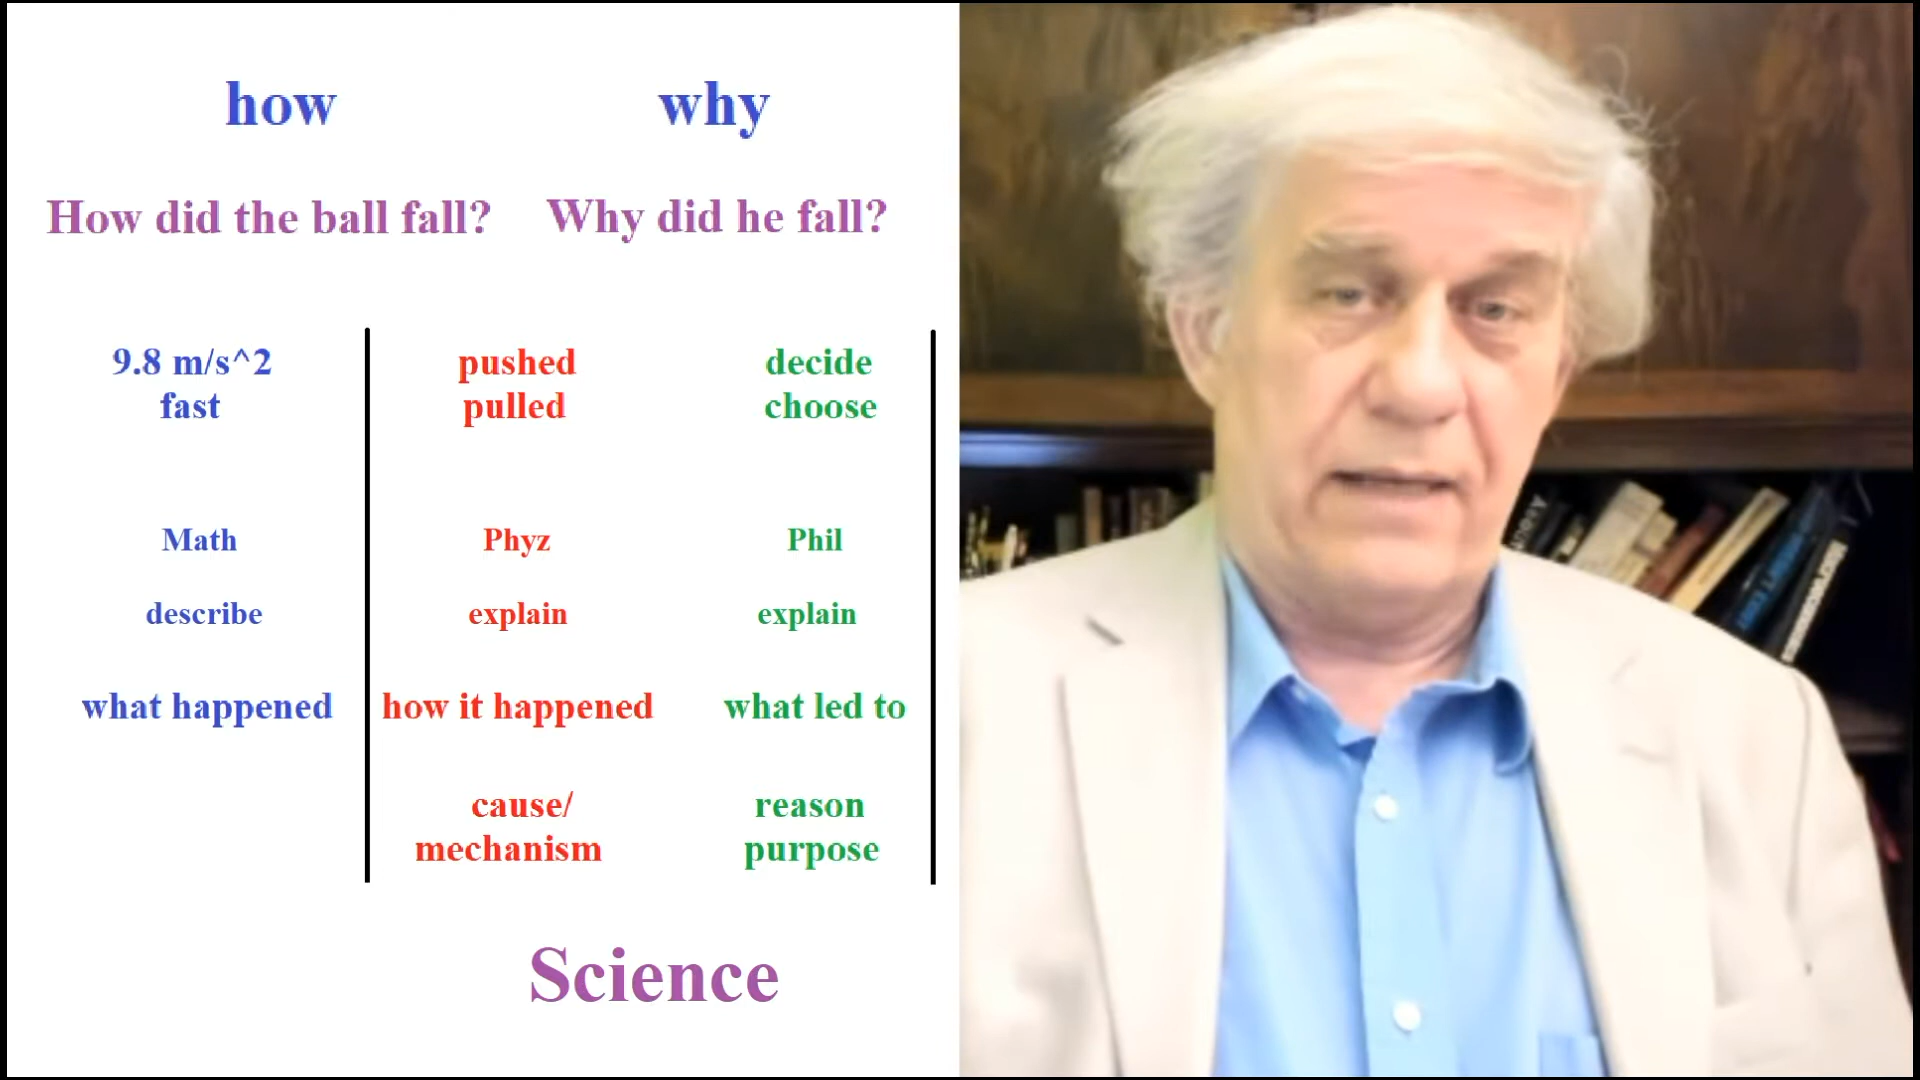 how why
How did the ball fall? Why did he fall?
9.8 m/s^2 pushed decide
fast pulled choose
Math Phyz Phil
describe explain explain
what happened how it happened what led to
cause/ reason
mechanism purpose
Science